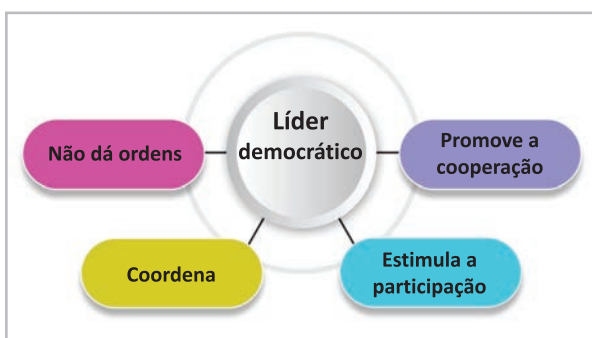 Líder
democrático
Não dá ordens
Promove a
cooperação
Coordena
Estimula a
participação